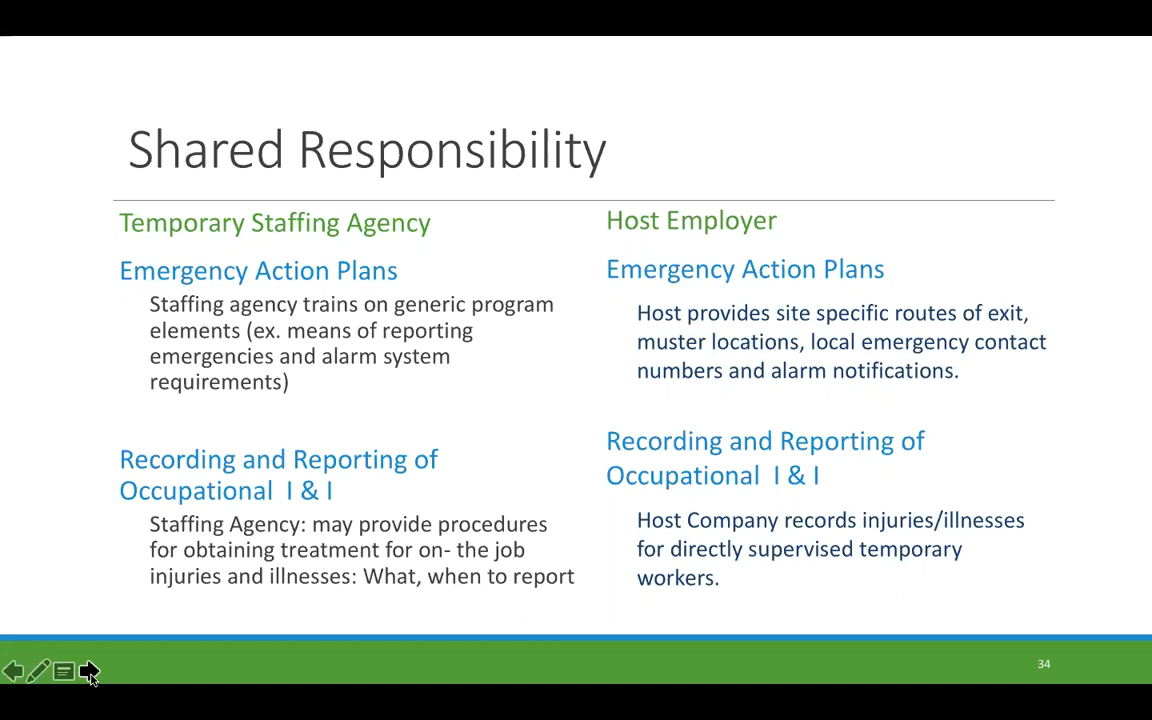 Shared Responsibility
Temporary Staffing Agency
Emergency Action Plans
Staffing agency trains on generic program
elements (ex. means of reporting
emergencies and alarm system
requirements)
Recording and Reporting of
Occupational  I & I
Staffing Agency: may provide procedures
for obtaining treatment for on- the job
injuries and illnesses: What, when to report
Host Employer
Emergency Action Plans
Host provides site specific routes of exit,
muster locations, local emergency contact
numbers and alarm notifications.
Recording and Reporting of
Occupational  I & I
Host Company records injuries/illnesses
for directly supervised temporary
workers.
34